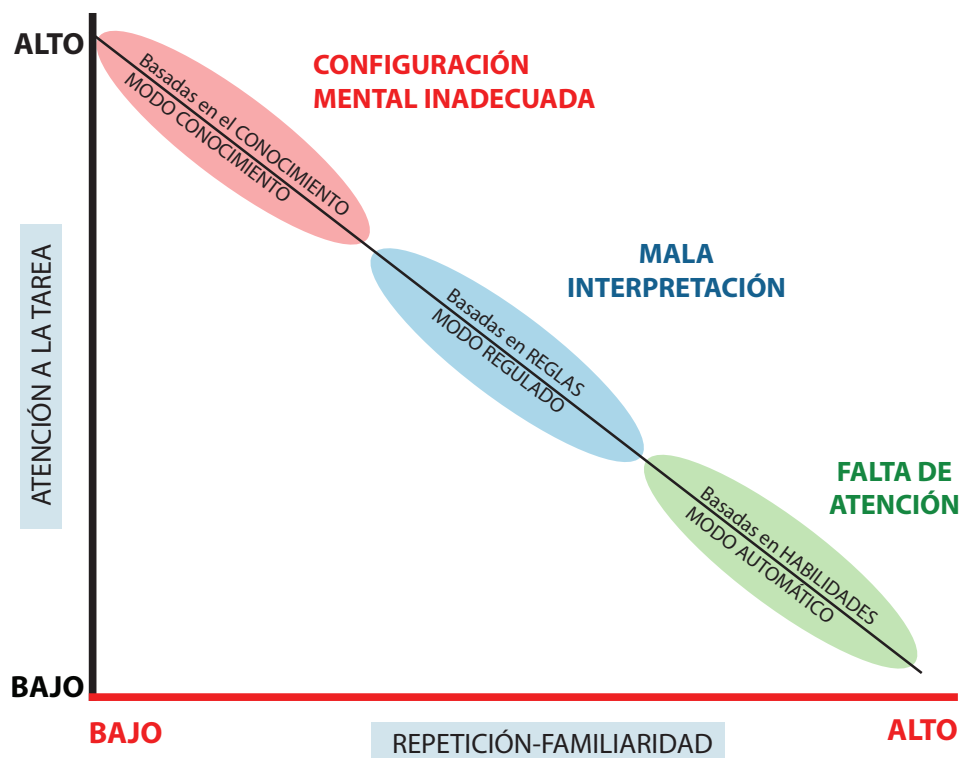 ALTO
CONFIGURACIÓN
MENTAL INADECUADA
Basadas en el CONOCIMIENTO
MODO CONOCIMIENTO
ATENCIÓN A LA TAREA
MALA
INTERPRETACIÓN
Basadas en REGLAS
MODO REGULADO
FALTA DE
ATENCIÓN
Basadas en HABILIDADES
MODO AUTOMÁTICO
BAJO
BAJO
REPETICIÓN-FAMILIARIDAD
ALTO